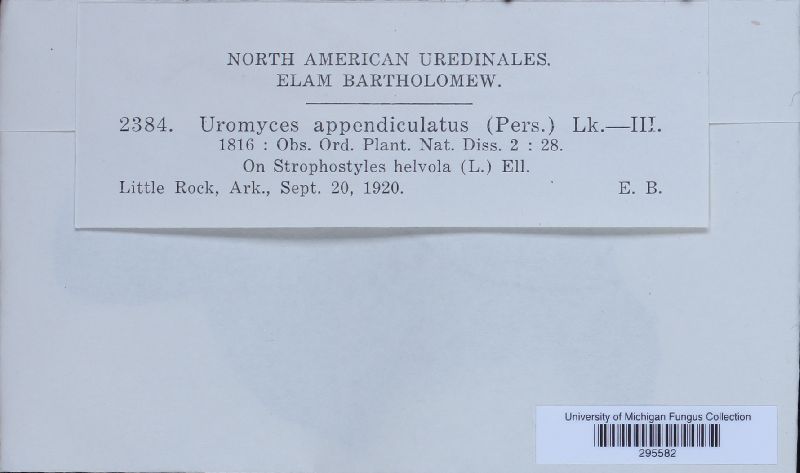 NORTH AMERICAN UREDINALES.
ELAM BARTHOLOMEW.
2384. Uromyces appendiculatus (Pers.) Lk.—III.
1816 : Obs. Ord. Plant. Nat. Diss. 2 : 28.
On Strophostyles helvola (L.) Ell.
Little Rock, Ark., Sept. 20, 1920. E. B.
University of Michigan Fungus Collection
295582